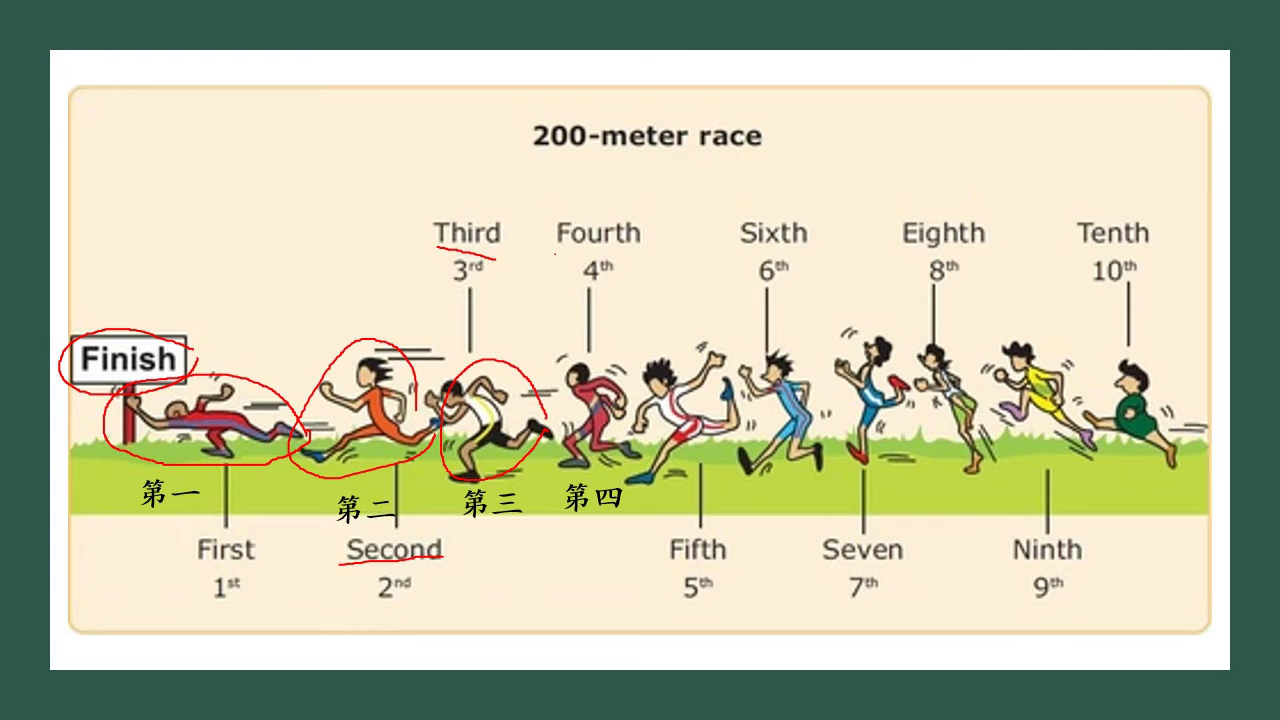 200-meter race
Third Fourth Sixth Eighth Tenth
3rd 4th 6th 8th 10th
Finish
第一 第二 第三 第四
First Second Fifth Seven Ninth
1st 2nd 5th 7th 9th